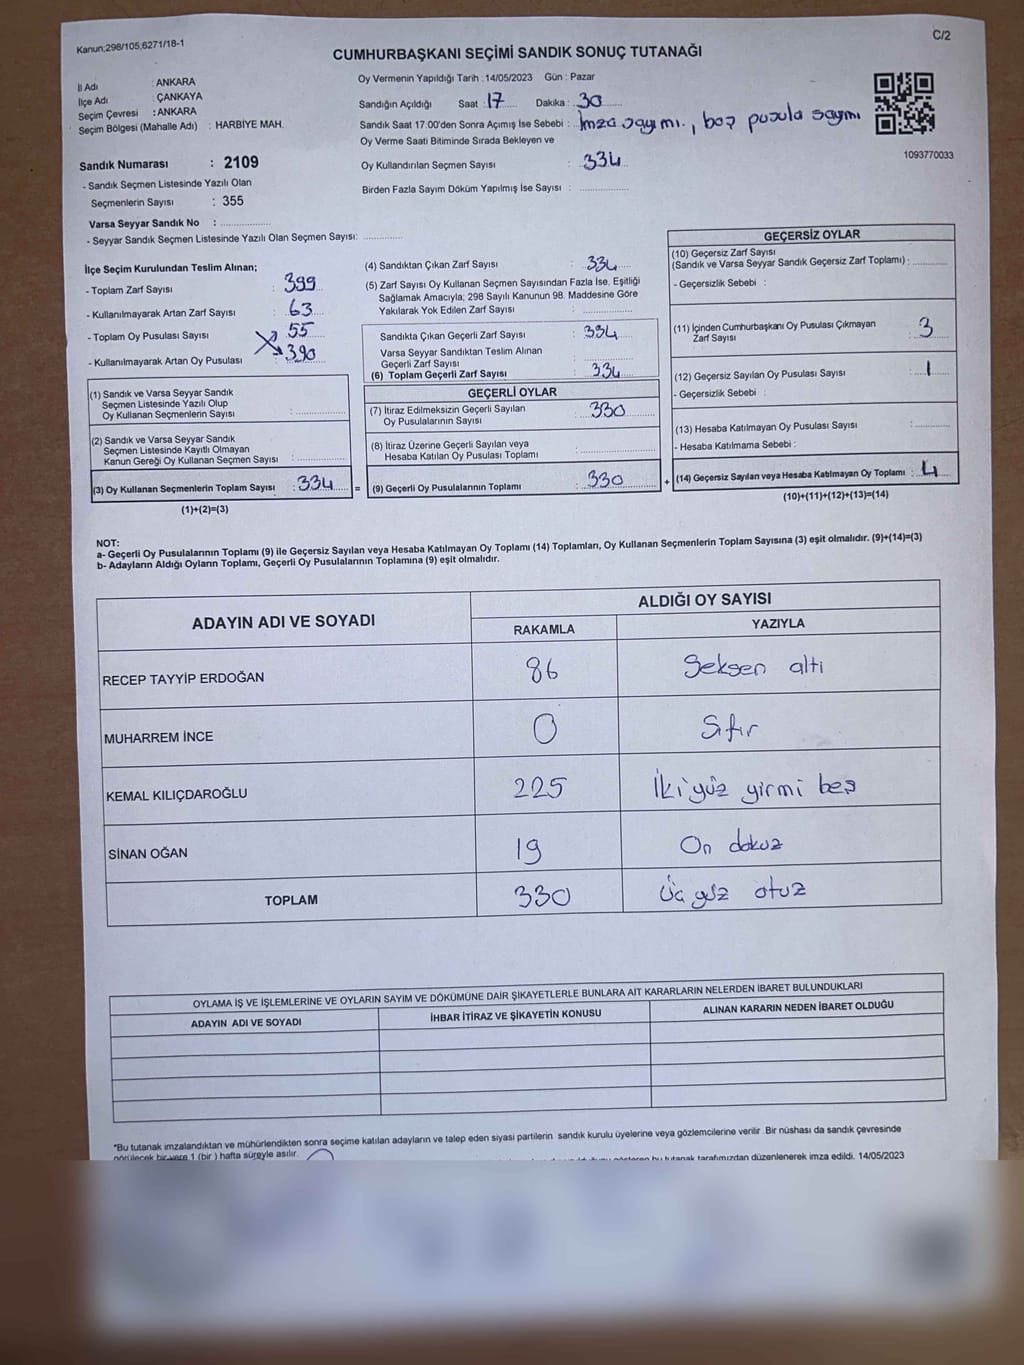 Kanun;298/105;6271/18-1
C/2
CUMHURBAŞKANI SEÇİMİ SANDIK SONUÇ TUTANAĞI
İl Adı : ANKARA
İlçe Adı : ÇANKAYA
Seçim Çevresi : ANKARA
Seçim Bölgesi (Mahalle Adı) : HARBİYE MAH.
Sandık Numarası : 2109
- Sandık Seçmen Listesinde Yazılı Olan
Seçmenlerin Sayısı : 355
Varsa Seyyar Sandık No : ..................
- Seyyar Sandık Seçmen Listesinde Yazılı Olan Seçmen Sayısı: ..............
Oy Vermenin Yapıldığı Tarih :14/05/2023 Gün : Pazar
Sandığın Açıldığı Saat : 17 Dakika : 30
Sandık Saat 17.00'den Sonra Açımış İse Sebebi : İmza sayımı., boş pusula sayımı
Oy Verme Saati Bitiminde Sırada Bekleyen ve
Oy Kullandırılan Seçmen Sayısı : 334
Birden Fazla Sayım Döküm Yapılmış İse Sayısı : ..................
1093770033
İlçe Seçim Kurulundan Teslim Alınan;
- Toplam Zarf Sayısı : 399
- Kullanılmayarak Artan Zarf Sayısı : 63
- Toplam Oy Pusulası Sayısı : 55
- Kullanılmayarak Artan Oy Pusulası : 390
(1) Sandık ve Varsa Seyyar Sandık
Seçmen Listesinde Yazılı Olup
Oy Kullanan Seçmenlerin Sayısı : ..................
(2) Sandık ve Varsa Seyyar Sandık
Seçmen Listesinde Kayıtlı Olmayan
Kanun Gereği Oy Kullanan Seçmen Sayısı : ..................
(3) Oy Kullanan Seçmenlerin Toplam Sayısı : 334 =
(1)+(2)=(3)
(4) Sandıktan Çıkan Zarf Sayısı : 334
(5) Zarf Sayısı Oy Kullanan Seçmen Sayısından Fazla İse, Eşitliği
Sağlamak Amacıyla; 298 Sayılı Kanunun 98. Maddesine Göre
Yakılarak Yok Edilen Zarf Sayısı : ..................
Sandıkta Çıkan Geçerli Zarf Sayısı : 334
Varsa Seyyar Sandıktan Teslim Alınan
Geçerli Zarf Sayısı : ..................
(6) Toplam Geçerli Zarf Sayısı : 334
GEÇERLİ OYLAR
(7) İtiraz Edilmeksizin Geçerli Sayılan
Oy Pusulalarının Sayısı : 330
(8) İtiraz Üzerine Geçerli Sayılan veya
Hesaba Katılan Oy Pusulası Toplamı : ..................
(9) Geçerli Oy Pusulalarının Toplamı : 330 +
GEÇERSİZ OYLAR
(10) Geçersiz Zarf Sayısı
(Sandık ve Varsa Seyyar Sandık Geçersiz Zarf Toplamı) : ............
- Geçersizlik Sebebi :
(11) İçinden Cumhurbaşkanı Oy Pusulası Çıkmayan
Zarf Sayısı : 3
(12) Geçersiz Sayılan Oy Pusulası Sayısı : 1
- Geçersizlik Sebebi :
(13) Hesaba Katılmayan Oy Pusulası Sayısı : ............
- Hesaba Katılmama Sebebi :
(14) Geçersiz Sayılan veya Hesaba Katılmayan Oy Toplamı : 4
(10)+(11)+(12)+(13)=(14)
NOT:
a- Geçerli Oy Pusulalarının Toplamı (9) ile Geçersiz Sayılan veya Hesaba Katılmayan Oy Toplamı (14) Toplamları, Oy Kullanan Seçmenlerin Toplam Sayısına (3) eşit olmalıdır. (9)+(14)=(3)
b- Adayların Aldığı Oyların Toplamı, Geçerli Oy Pusulalarının Toplamına (9) eşit olmalıdır.
ADAYIN ADI VE SOYADI
ALDIĞI OY SAYISI
RAKAMLA YAZIYLA
RECEP TAYYİP ERDOĞAN 86 Seksen altı
MUHARREM İNCE 0 Sıfır
KEMAL KILIÇDAROĞLU 225 İkiyüz yirmi beş
SİNAN OĞAN 19 On dokuz
TOPLAM 330 Üç yüz otuz
OYLAMA İŞ VE İŞLEMLERİNE VE OYLARIN SAYIM VE DÖKÜMÜNE DAİR ŞİKAYETLERLE BUNLARA AİT KARARLARIN NELERDEN İBARET BULUNDUKLARI
ADAYIN ADI VE SOYADI İHBAR İTİRAZ VE ŞİKAYETİN KONUSU ALINAN KARARIN NEDEN İBARET OLDUĞU
*Bu tutanak imzalandıktan ve mühürlendikten sonra seçime katılan adayların ve talep eden siyasi partilerin sandık kurulu üyelerine veya gözlemcilerine verilir .Bir nüshası da sandık çevresinde
görülecek bir yere 1 (bir ) hafta süreyle asılır. bu tutanak tarafımızdan düzenlenerek imza edildi. 14/05/2023